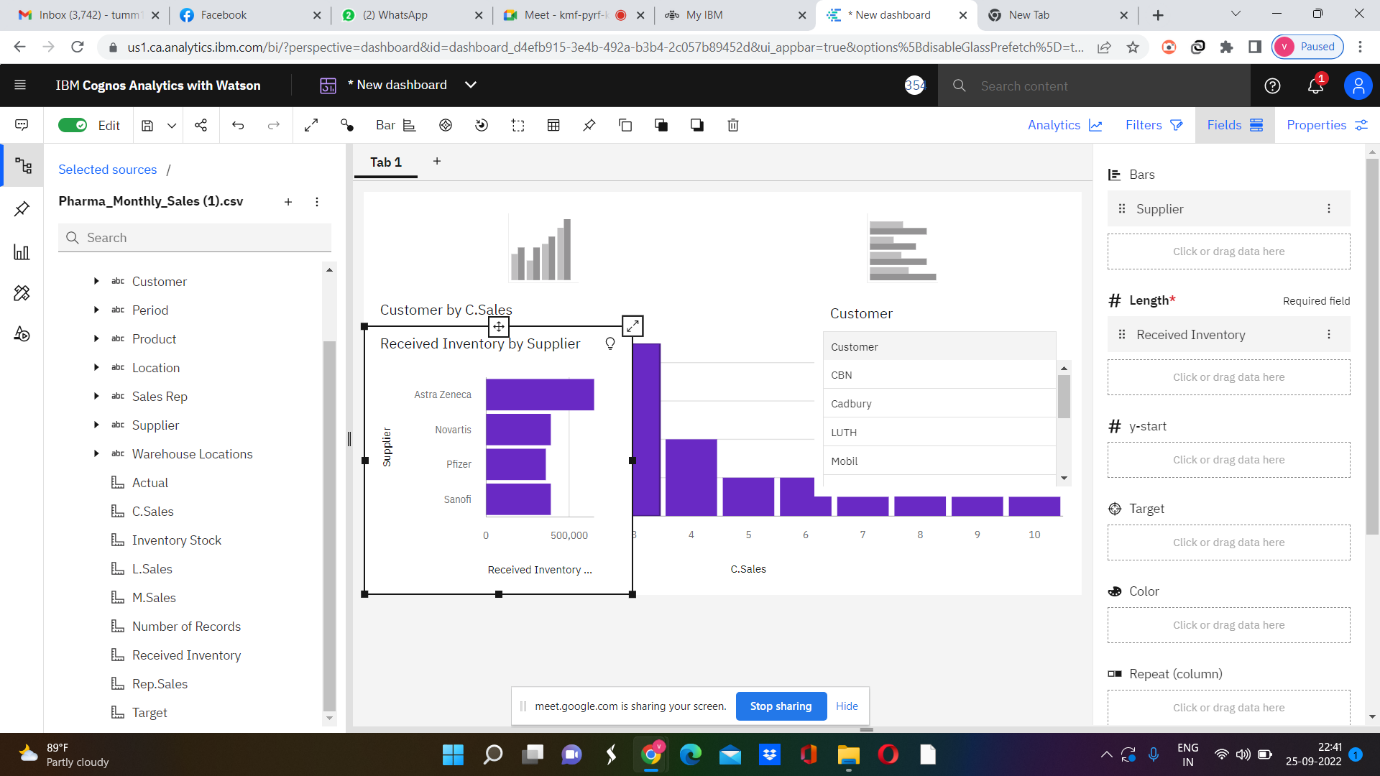 Inbox (3,742) - tumm
Facebook
(2) WhatsApp
Meet - kmf-pyrf-
My IBM
* New dashboard
New Tab
us1.ca.analytics.ibm.com/bi/?perspective=dashboard&id=dashboard_d4efb915-3e4b-492a-b3b4-2c057b89452d&ui_appbar=true&options%5BdisableGlassPrefetch%5D=t...
V Paused
IBM Cognos Analytics with Watson
* New dashboard
354
Search content
1
Edit
Bar
Analytics
Filters
Fields
Properties
Selected sources /
Pharma_Monthly_Sales (1).csv
Search
abc Customer
abc Period
abc Product
abc Location
abc Sales Rep
abc Supplier
abc Warehouse Locations
Actual
C.Sales
Inventory Stock
L.Sales
M.Sales
Number of Records
Received Inventory
Rep.Sales
Target
Tab 1
Customer by C.Sales
Received Inventory by Supplier
Supplier
Astra Zeneca
Novartis
Pfizer
Sanofi
0
500,000
Received Inventory ...
3
4
5
6
7
8
9
10
C.Sales
Customer
Customer
CBN
Cadbury
LUTH
Mobil
Bars
Supplier
Click or drag data here
# Length* Required field
Received Inventory
Click or drag data here
# y-start
Click or drag data here
Target
Click or drag data here
Color
Click or drag data here
Repeat (column)
Click or drag data here
meet.google.com is sharing your screen.
Stop sharing
Hide
89°F
Partly cloudy
ENG
IN
22:41
25-09-2022
1